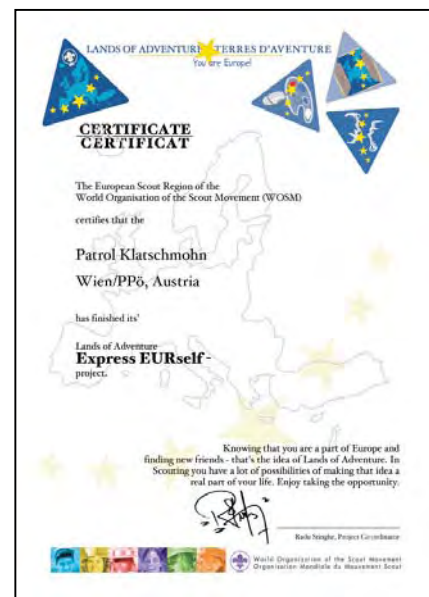 LANDS OF ADVENTURE TERRES D'AVENTURE
You are Europe!
CERTIFICATE
CERTIFICAT
The European Scout Region of the
World Organisation of the Scout Movement (WOSM)
certifies that the
Patrol Klatschmohn
Wien/PPö, Austria
has finished its'
Lands of Adventure
Express EURself -
project.
Knowing that you are a part of Europe and
finding new friends - that's the idea of Lands of Adventure. In
Scouting you have a lot of possibilities of making that idea a
real part of your life. Enjoy taking the opportunity.
Project Co-ordinator
World Organisation of the Scout Movement
Organisation Mondiale du Mouvement Scout